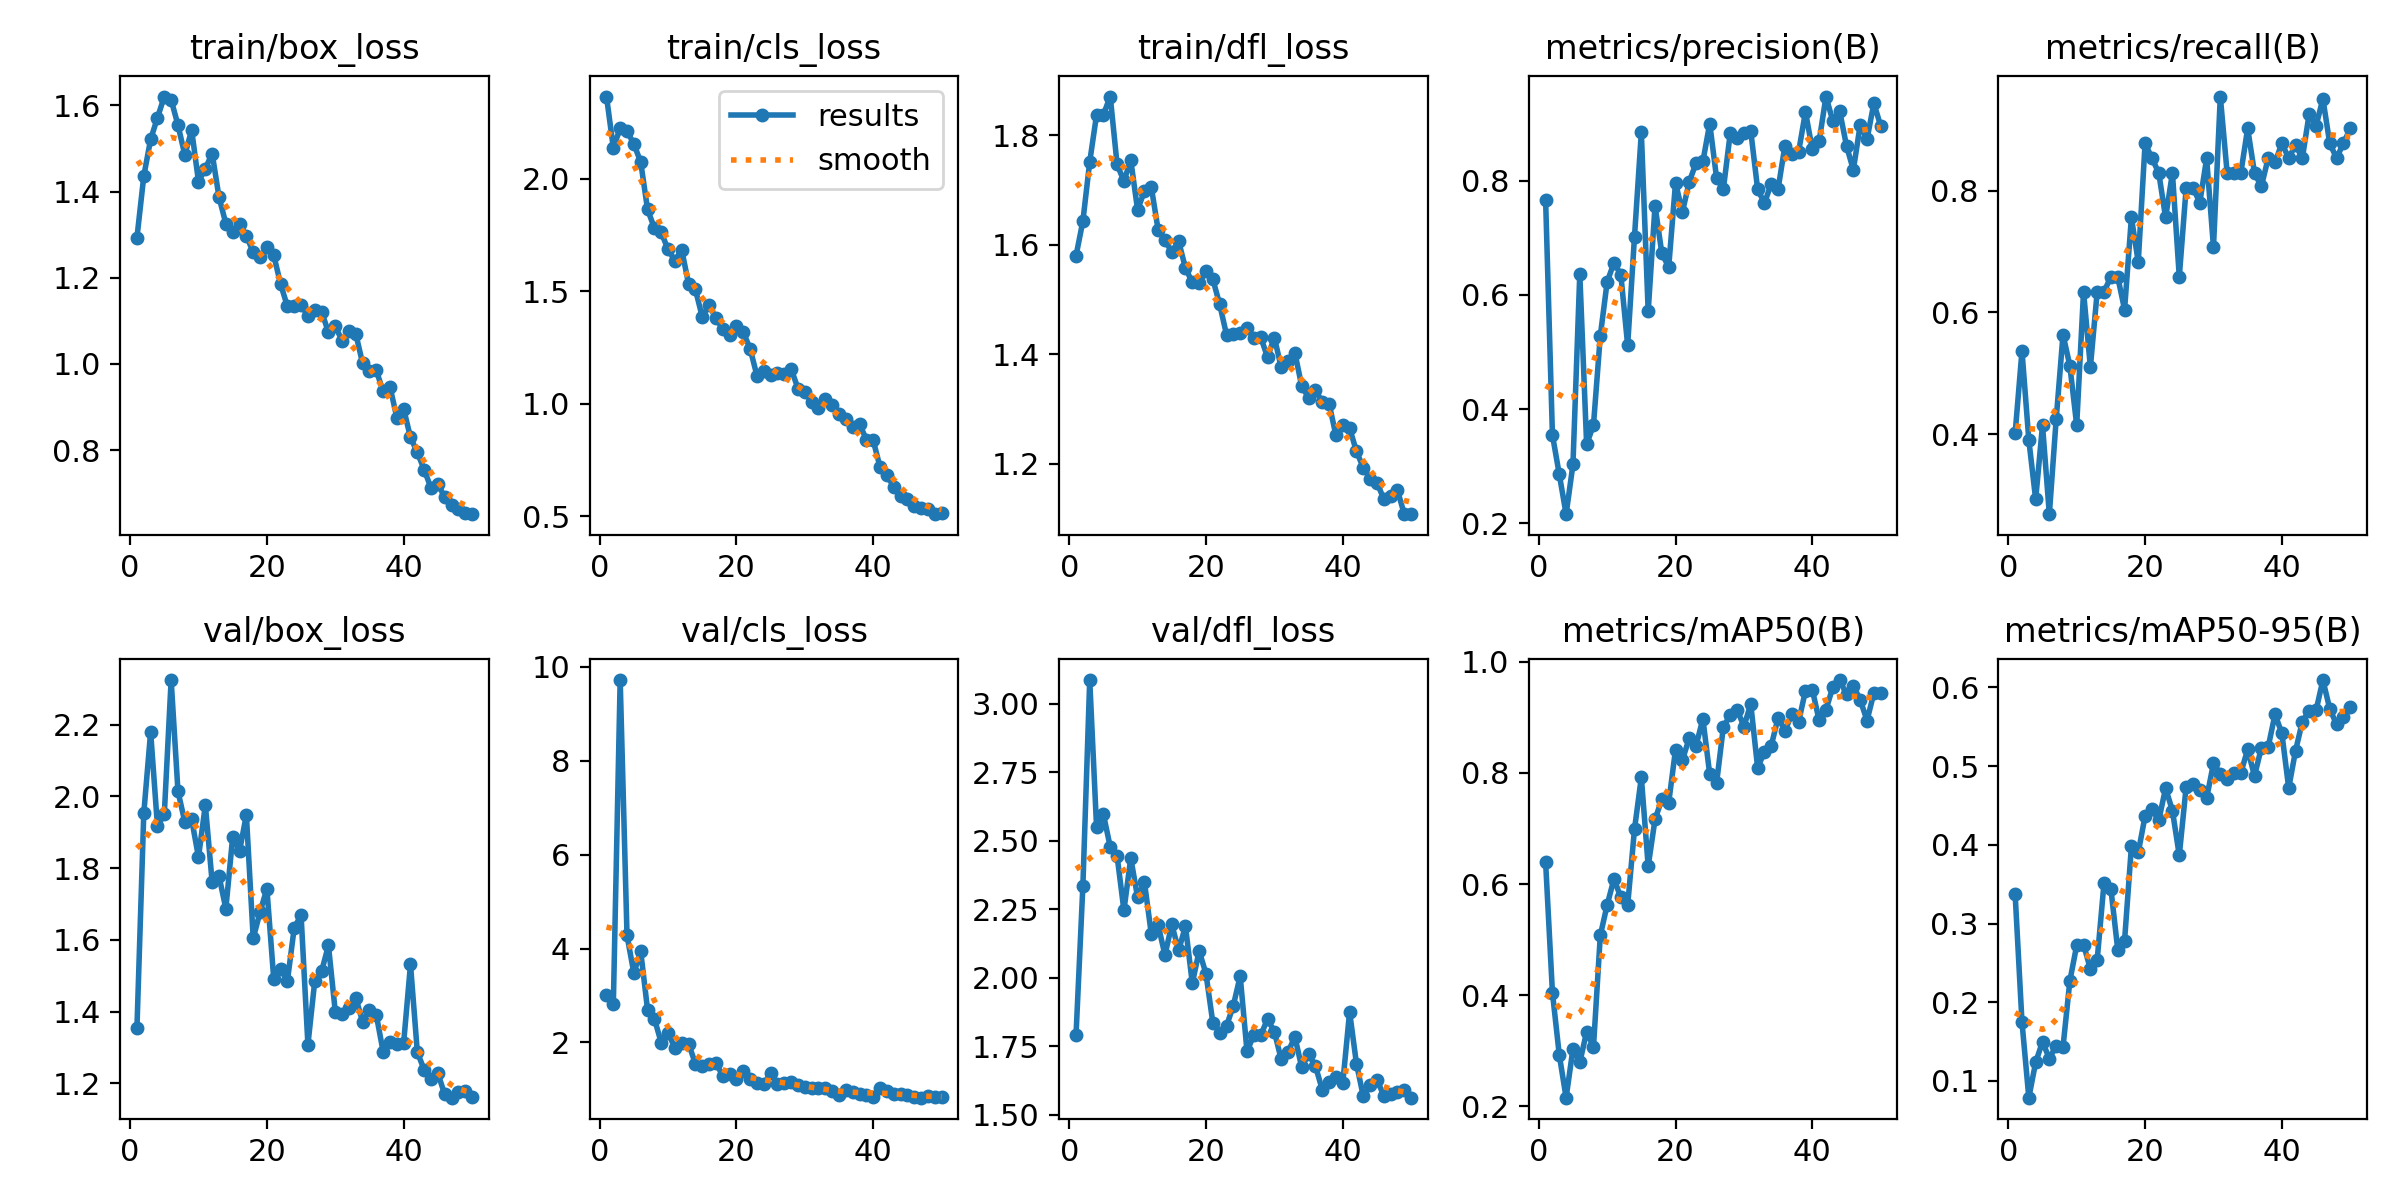 train/box_loss
1.6
1.4
1.2
1.0
0.8
0 20 40
train/cls_loss
results
smooth
2.0
1.5
1.0
0.5
0 20 40
train/dfl_loss
1.8
1.6
1.4
1.2
0 20 40
metrics/precision(B)
0.8
0.6
0.4
0.2
0 20 40
metrics/recall(B)
0.8
0.6
0.4
0 20 40
val/box_loss
2.2
2.0
1.8
1.6
1.4
1.2
0 20 40
val/cls_loss
10
8
6
4
2
0 20 40
val/dfl_loss
3.00
2.75
2.50
2.25
2.00
1.75
1.50
0 20 40
metrics/mAP50(B)
1.0
0.8
0.6
0.4
0.2
0 20 40
metrics/mAP50-95(B)
0.6
0.5
0.4
0.3
0.2
0.1
0 20 40